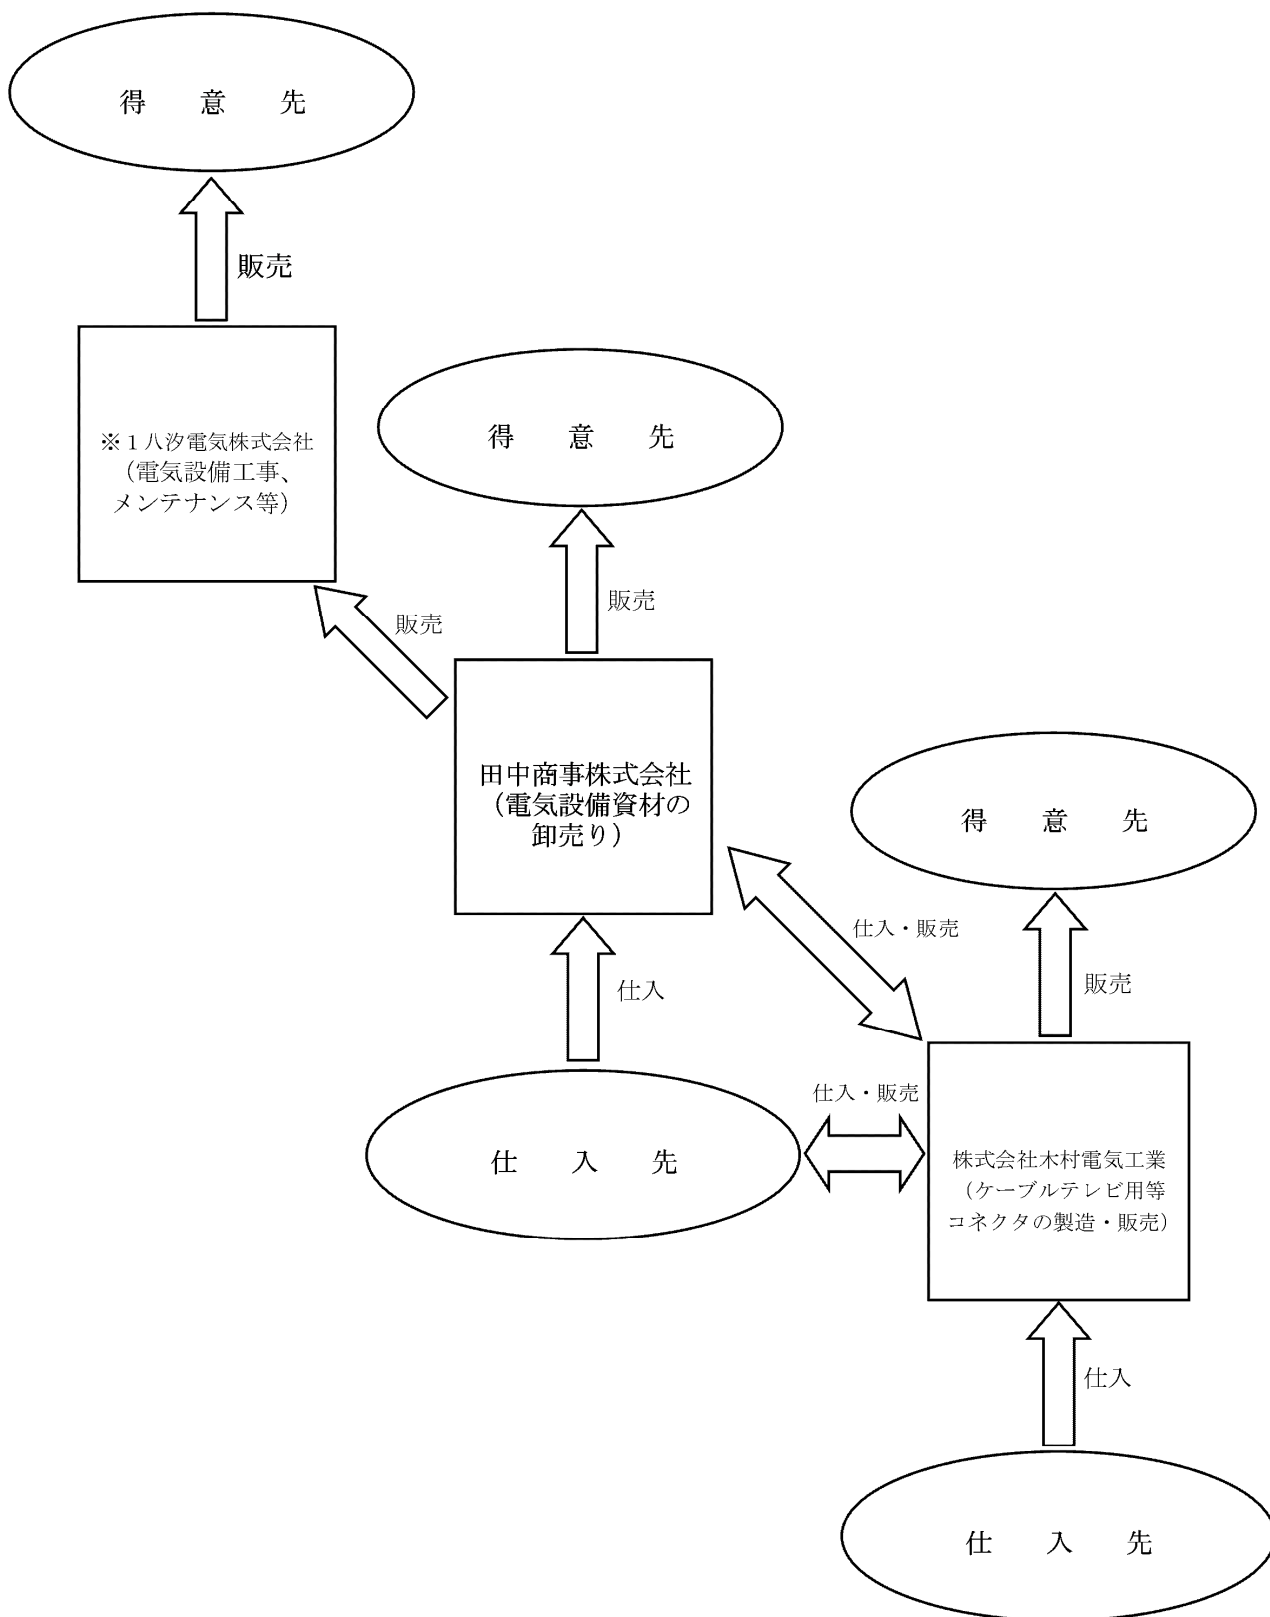 得 意 先
販売
※1八汐電気株式会社
(電気設備工事、
メンテナンス等)
得 意 先
販売
販売
田中商事株式会社
(電気設備資材の
卸売り)
得 意 先
仕入・販売
販売
仕入
仕入・販売
仕 入 先
株式会社木村電気工業
(ケーブルテレビ用等
コネクタの製造・販売)
仕入
仕 入 先